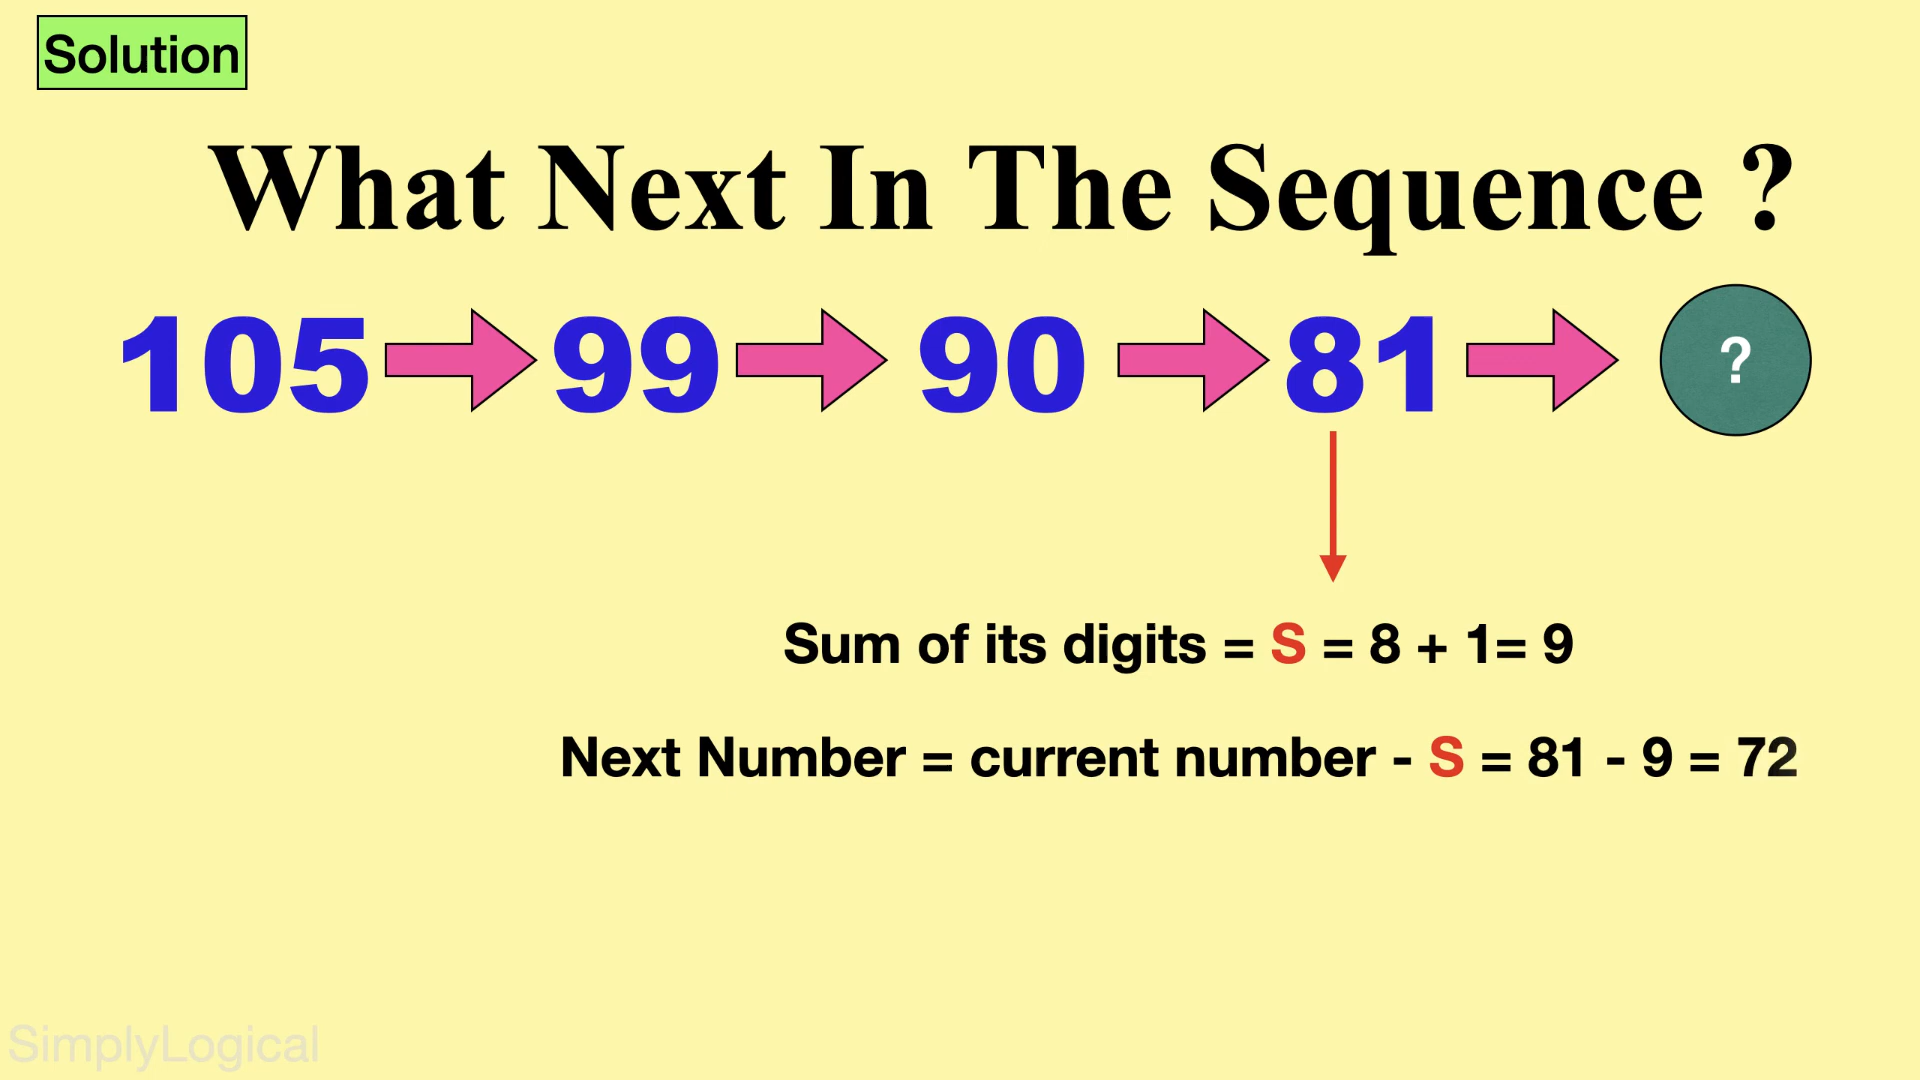 Solution
What Next In The Sequence ?
105 99 90 81 ?
Sum of its digits = S = 8 + 1= 9
Next Number = current number - S = 81 - 9 = 72
SimplyLogical